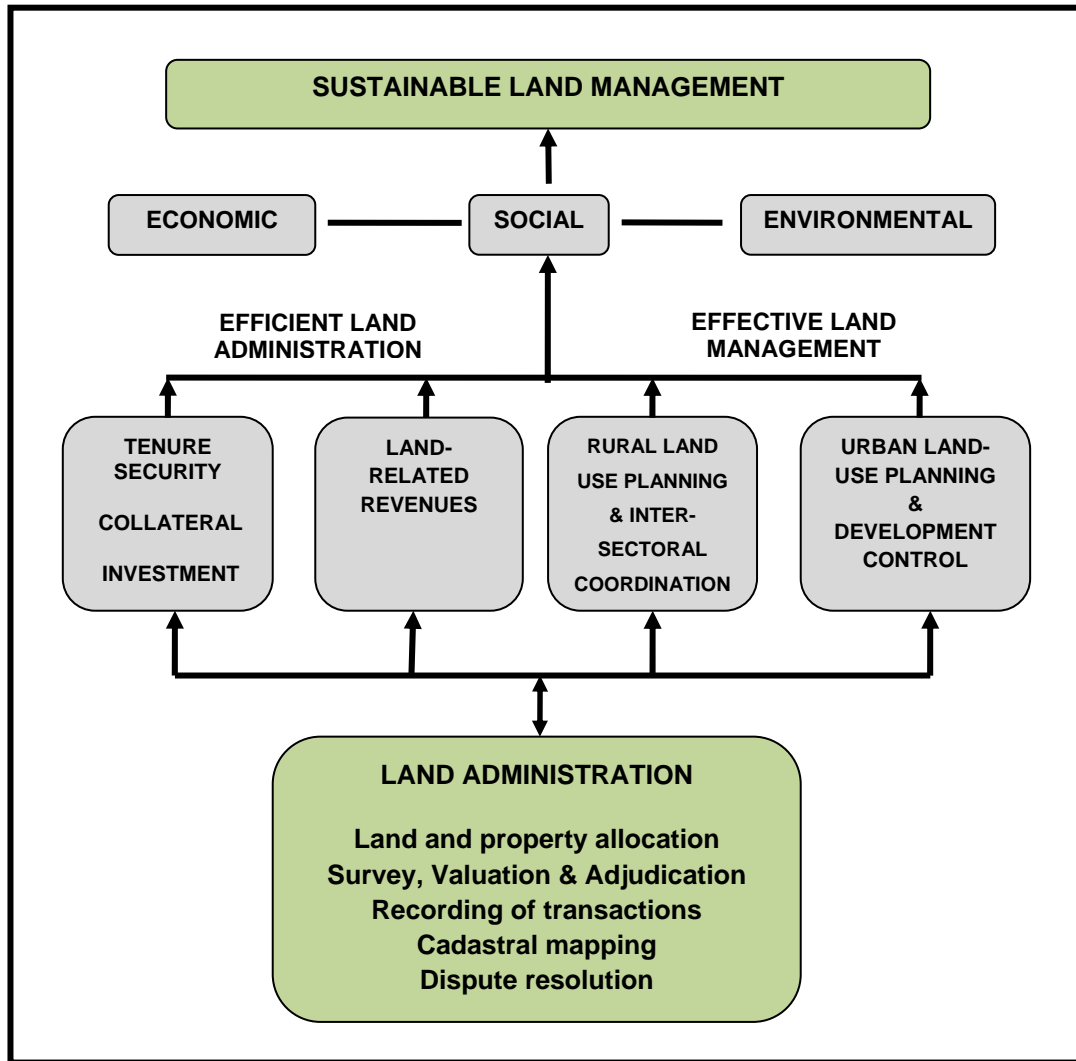 SUSTAINABLE LAND MANAGEMENT
ECONOMIC
SOCIAL
ENVIRONMENTAL
EFFICIENT LAND
ADMINISTRATION
EFFECTIVE LAND
MANAGEMENT
TENURE
SECURITY
COLLATERAL
INVESTMENT
LAND-
RELATED
REVENUES
RURAL LAND
USE PLANNING
& INTER-
SECTORAL
COORDINATION
URBAN LAND-
USE PLANNING
&
DEVELOPMENT
CONTROL
LAND ADMINISTRATION
Land and property allocation
Survey, Valuation & Adjudication
Recording of transactions
Cadastral mapping
Dispute resolution